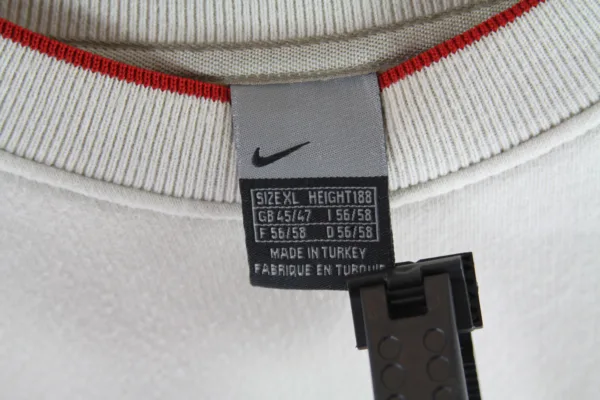 SIZE XL HEIGHT 188
GB 45/47 I 56/58
F 56/58 D 56/58
MADE IN TURKEY
FABRIQUE EN TURQUIE